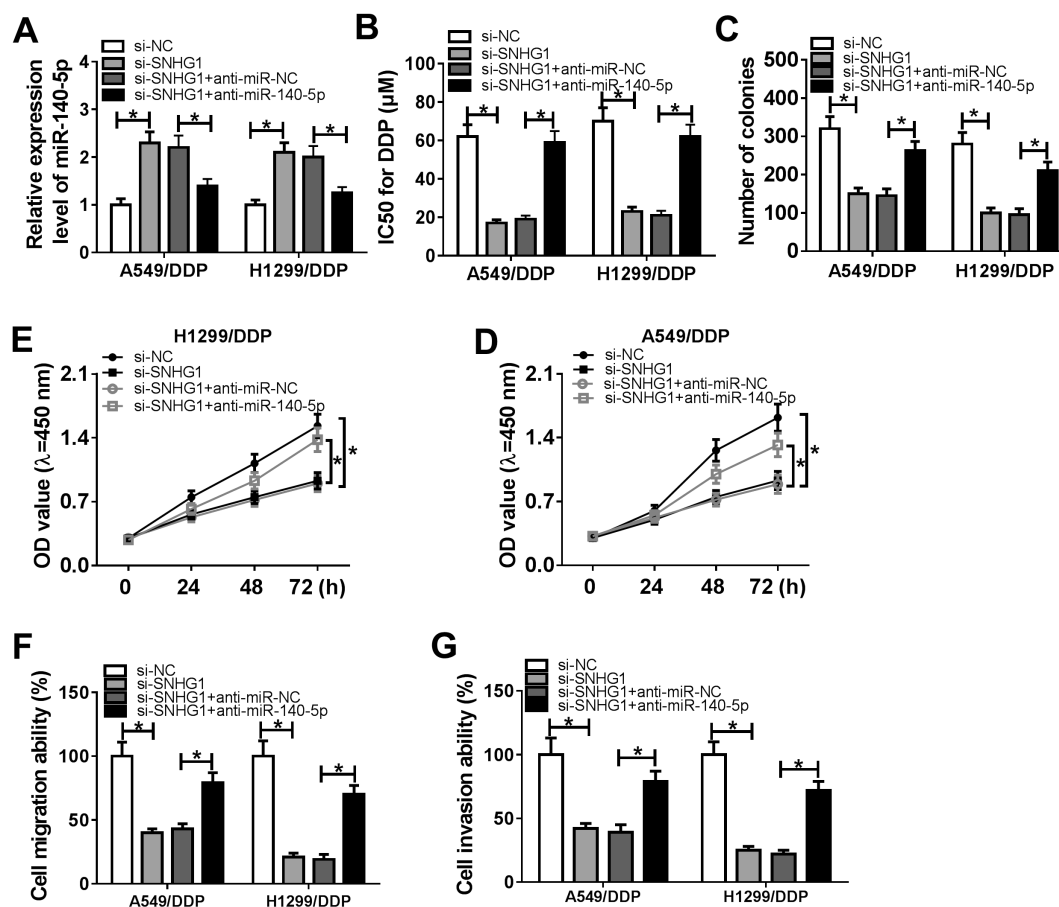 A
si-NC
si-SNHG1
si-SNHG1+anti-miR-NC
si-SNHG1+anti-miR-140-5p
Relative expression
level of miR-140-5p
4
3
2
1
0
* * * *
A549/DDP H1299/DDP
B
si-NC
si-SNHG1
si-SNHG1+anti-miR-NC
si-SNHG1+anti-miR-140-5p
IC50 for DDP (µM)
100
80
60
40
20
0
* * * *
A549/DDP H1299/DDP
C
si-NC
si-SNHG1
si-SNHG1+anti-miR-NC
si-SNHG1+anti-miR-140-5p
Number of colonies
500
400
300
200
100
0
* * * *
A549/DDP H1299/DDP
E
H1299/DDP
si-NC
si-SNHG1
si-SNHG1+anti-miR-NC
si-SNHG1+anti-miR-140-5p
OD value (λ=450 nm)
2.1
1.4
0.7
0.0
* *
0 24 48 72 (h)
D
A549/DDP
si-NC
si-SNHG1
si-SNHG1+anti-miR-NC
si-SNHG1+anti-miR-140-5p
OD value (λ=450 nm)
2.1
1.4
0.7
0.0
* *
0 24 48 72 (h)
F
si-NC
si-SNHG1
si-SNHG1+anti-miR-NC
si-SNHG1+anti-miR-140-5p
Cell migration ability (%)
150
100
50
0
* * * *
A549/DDP H1299/DDP
G
si-NC
si-SNHG1
si-SNHG1+anti-miR-NC
si-SNHG1+anti-miR-140-5p
Cell invasion ability (%)
150
100
50
0
* * * *
A549/DDP H1299/DDP